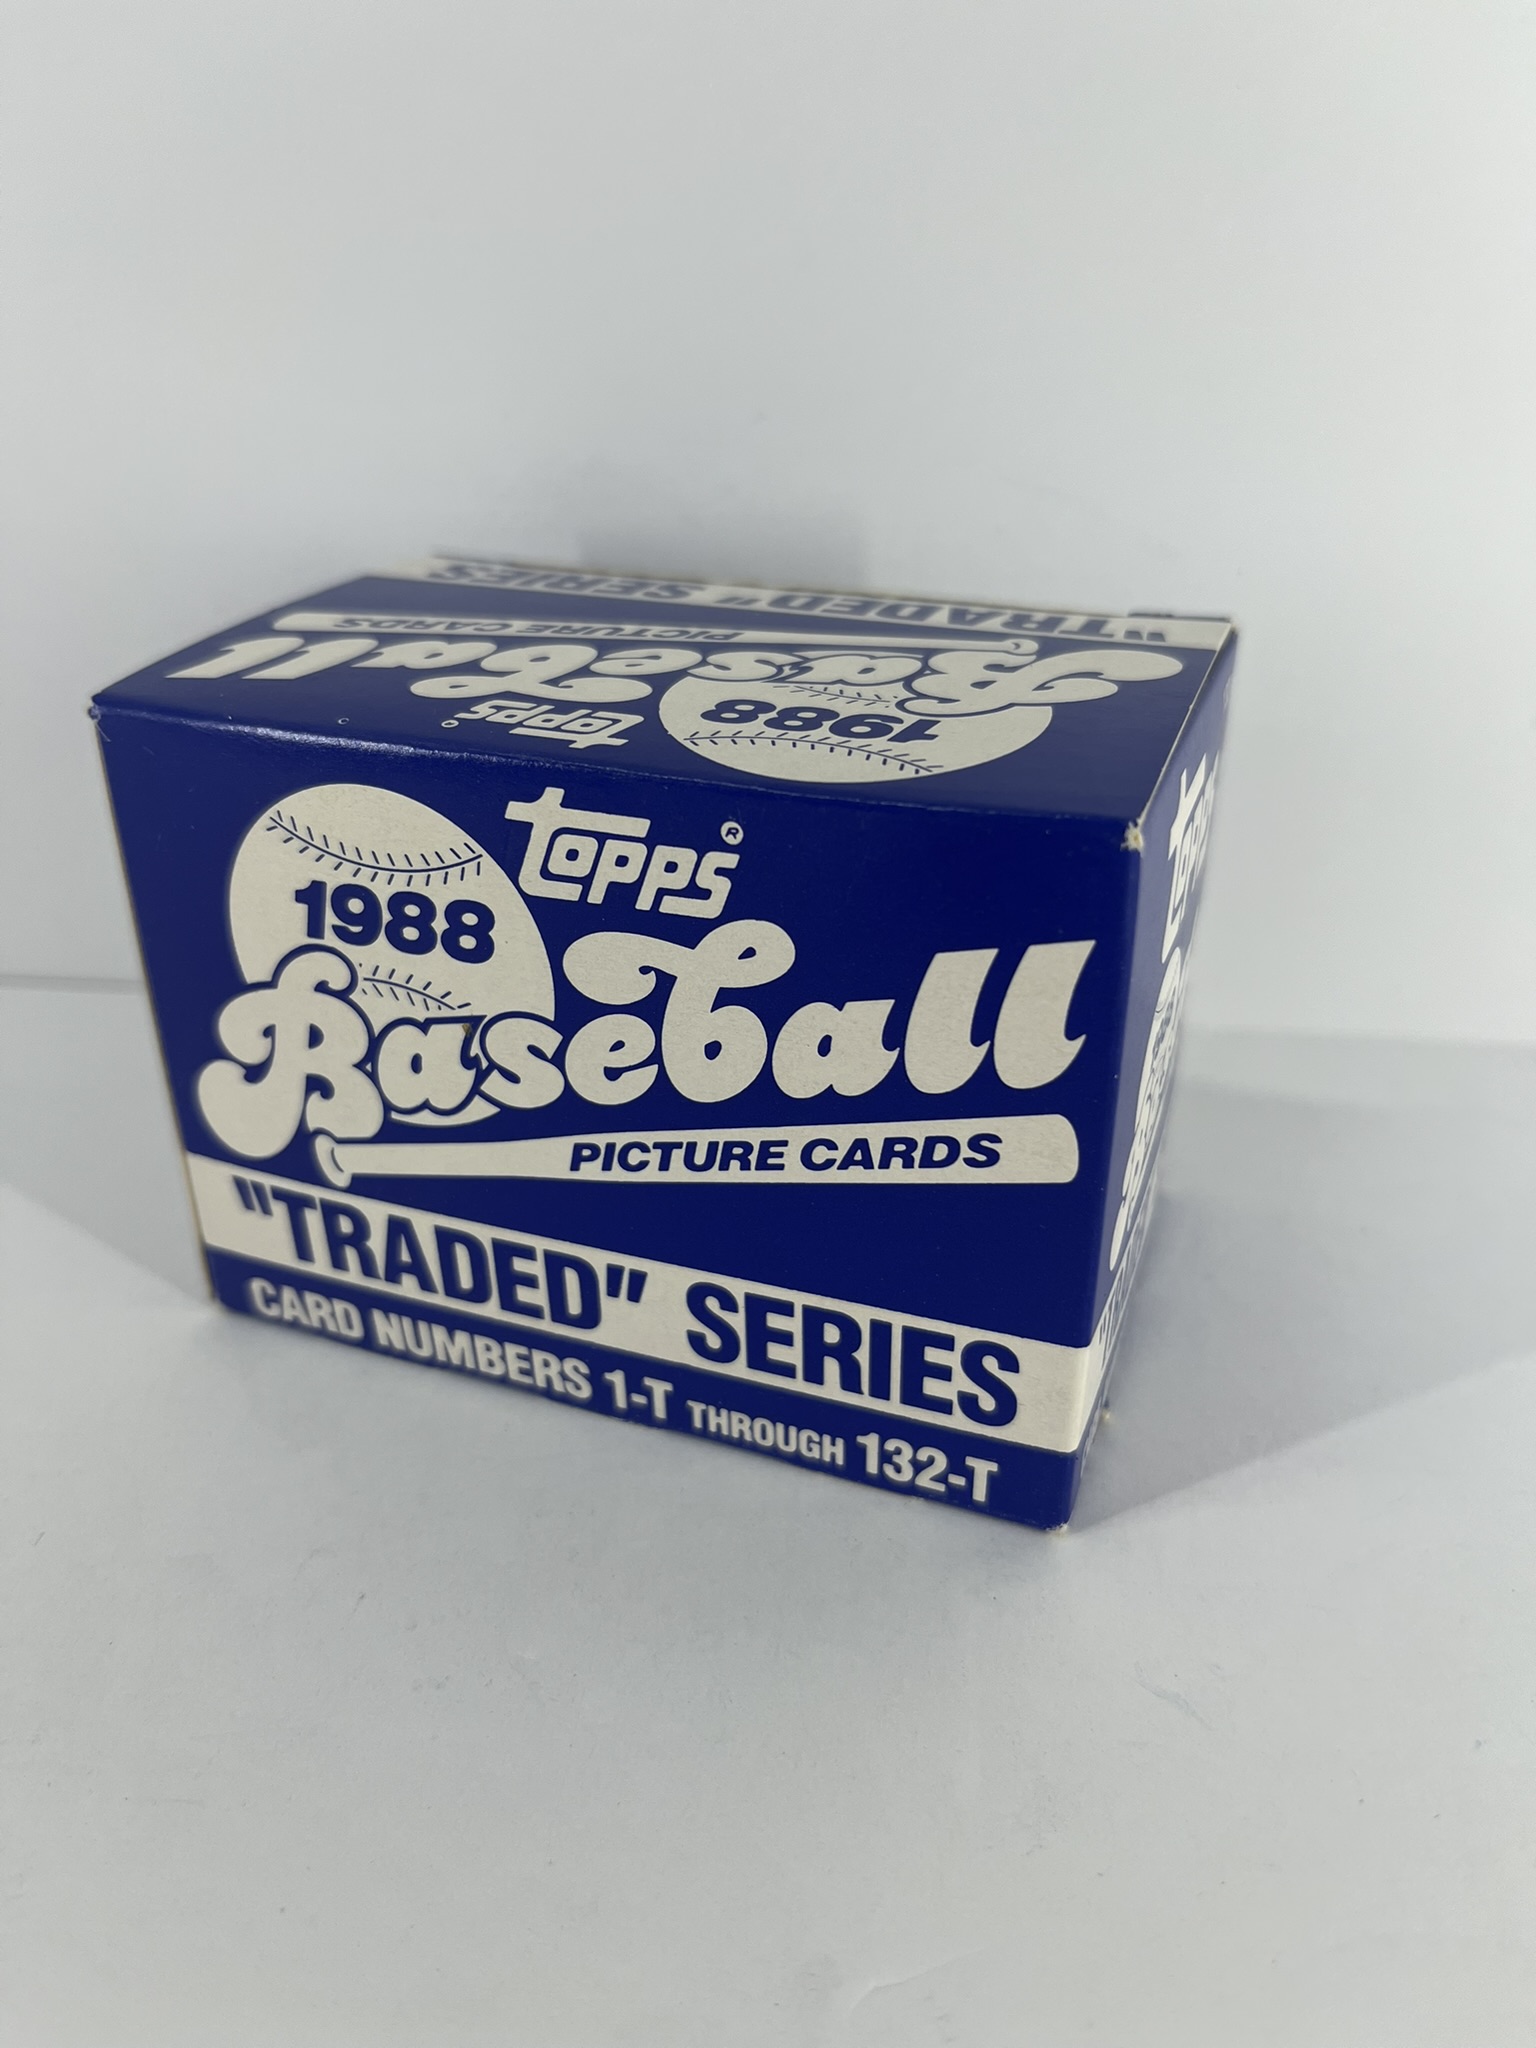 "TRADED" SERIES
PICTURE CARDS
Baseball
1988
Topps
Topps®
1988
Baseball
PICTURE CARDS
"TRADED" SERIES
CARD NUMBERS 1-T THROUGH 132-T
Topps